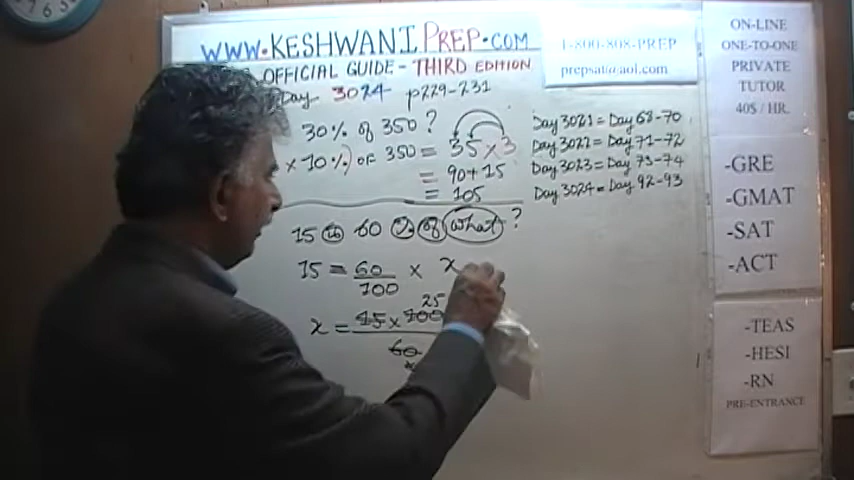 WWW.KESHWANIPREP.COM
OFFICIAL GUIDE - THIRD EDITION
Day 3024 p229-231
30% of 350 ?
x 10%) of 350 = 35 x 3
= 90+15
= 105
15 is 60 % of what ?
15 = 60/100 x x
25
x = 15 x 100
60
1-800-808-PREP
prepsat@aol.com
Day 3021 = Day 68-70
Day 3022 = Day 71-72
Day 3023 = Day 73-74
Day 3024 = Day 92-93
ON-LINE
ONE-TO-ONE
PRIVATE
TUTOR
40$ / HR.
-GRE
-GMAT
-SAT
-ACT
-TEAS
-HESI
-RN
PRE-ENTRANCE